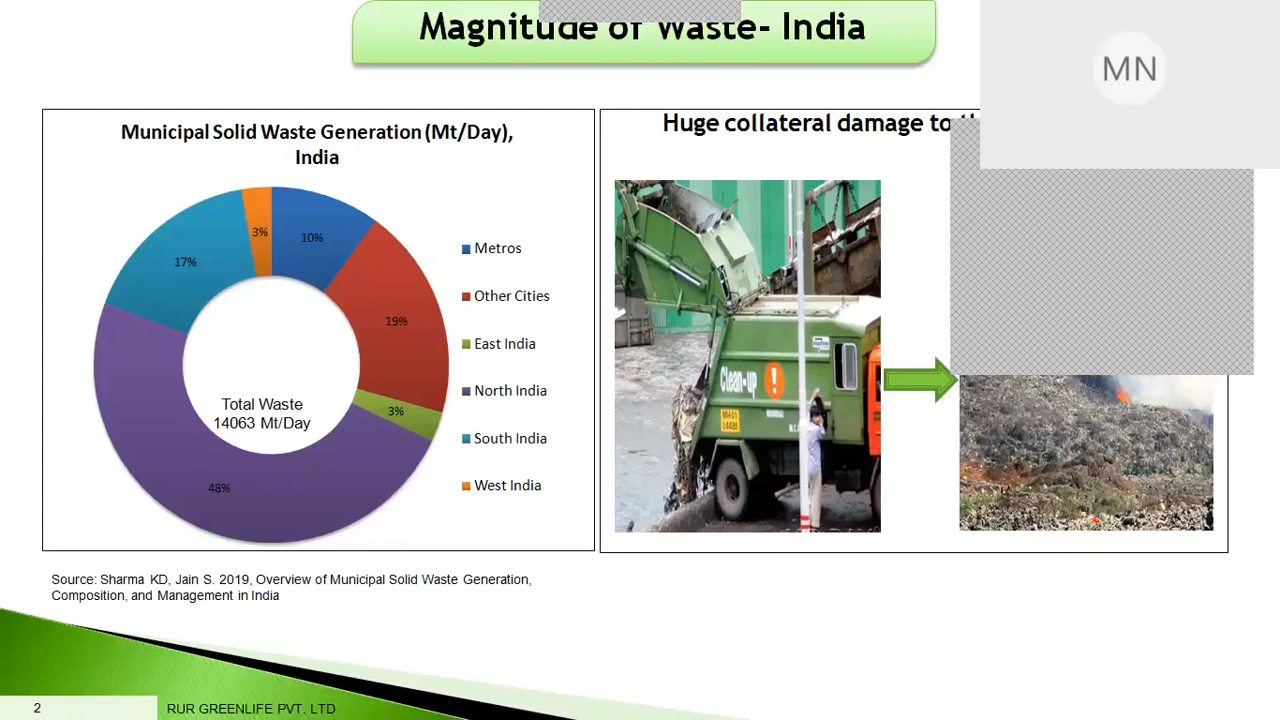 Magnitude of Waste- India
MN
Municipal Solid Waste Generation (Mt/Day),
India
Huge collateral damage to
3%
10%
17%
19%
3%
48%
Total Waste
14063 Mt/Day
Metros
Other Cities
East India
North India
South India
West India
Clean-up
!
MH01
L4485
Source: Sharma KD, Jain S. 2019, Overview of Municipal Solid Waste Generation,
Composition, and Management in India
2
RUR GREENLIFE PVT. LTD